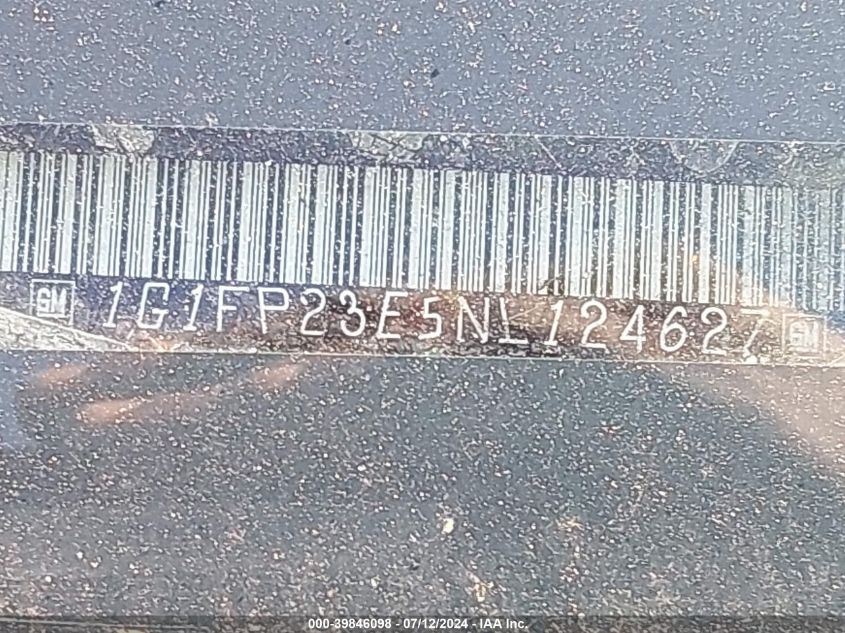 GM 1G1FP23E5NL124627 GM
000-39846098 - 07/12/2024 - IAA Inc.